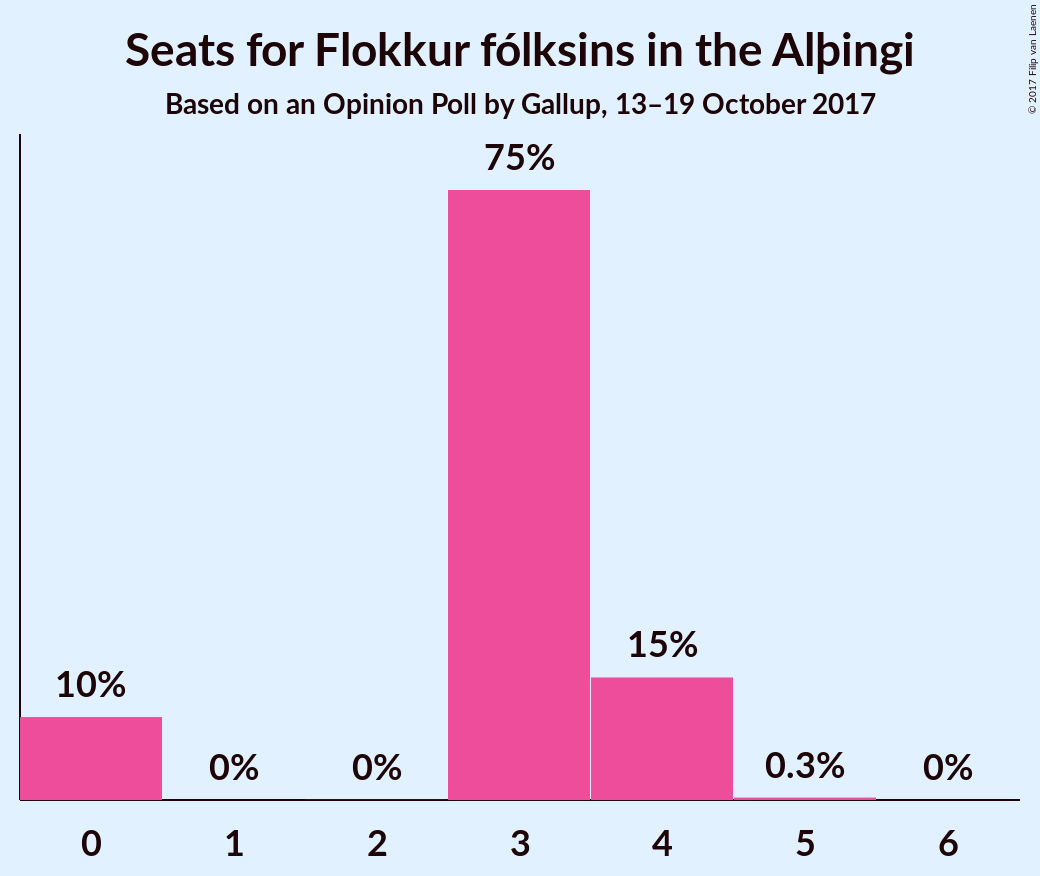 Seats for Flokkur fólksins in the Alþingi
Based on an Opinion Poll by Gallup, 13–19 October 2017
© 2017 Filip van Laenen
75%
15%
10%
0%
0%
0.3%
0%
0 1 2 3 4 5 6